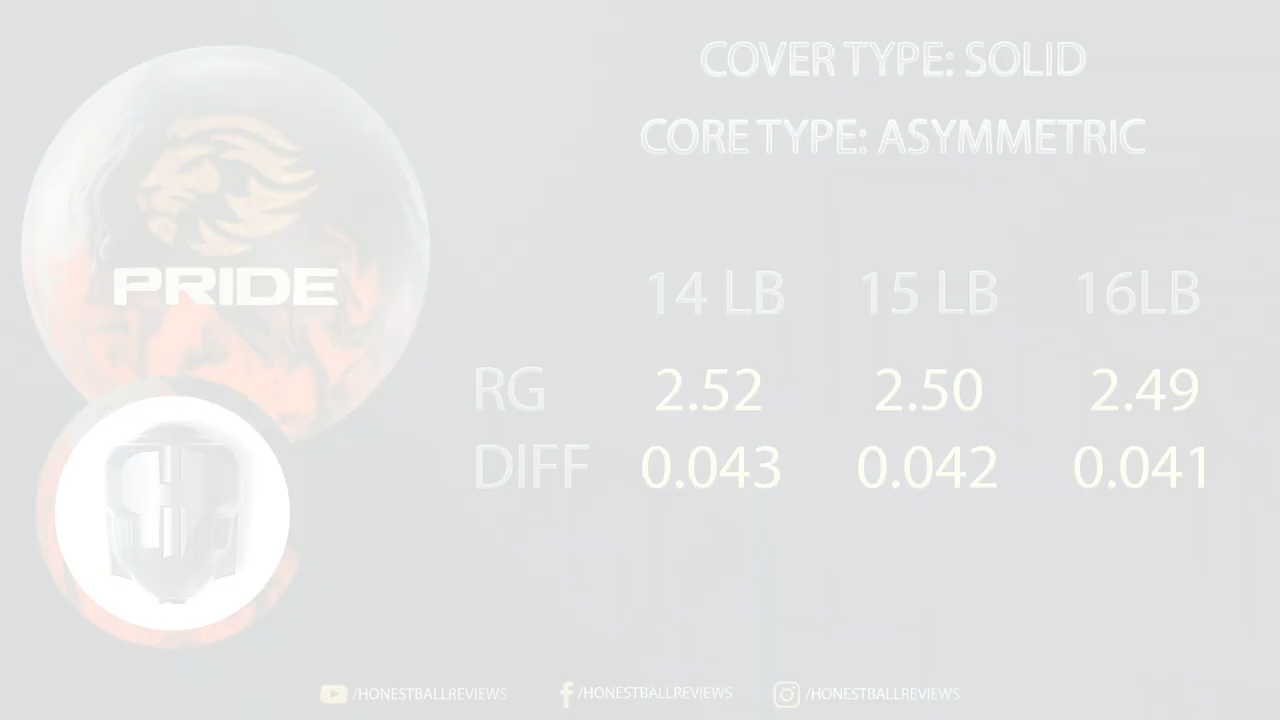 COVER TYPE: SOLID
CORE TYPE: ASYMMETRIC
PRIDE
14 LB 15 LB 16LB
RG 2.52 2.50 2.49
DIFF 0.043 0.042 0.041
/HONESTBALLREVIEWS /HONESTBALLREVIEWS /HONESTBALLREVIEWS